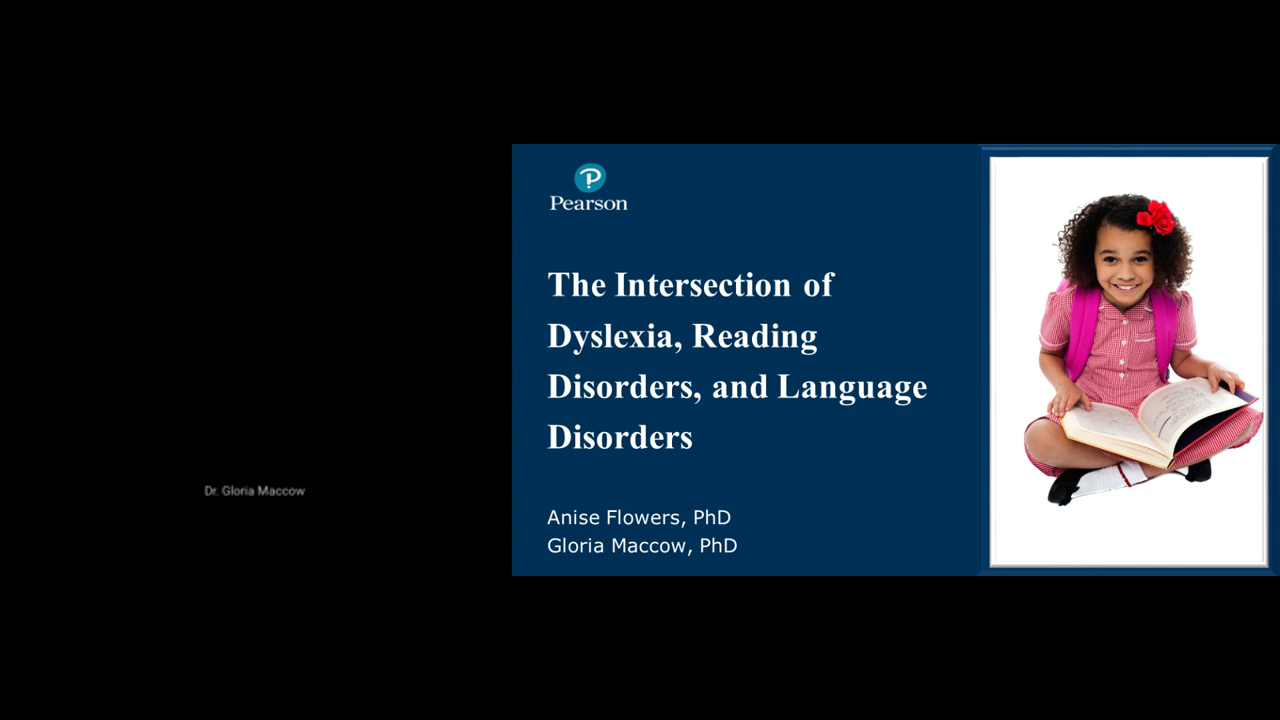 Pearson
The Intersection of
Dyslexia, Reading
Disorders, and Language
Disorders
Anise Flowers, PhD
Gloria Maccow, PhD
Dr. Gloria Maccow